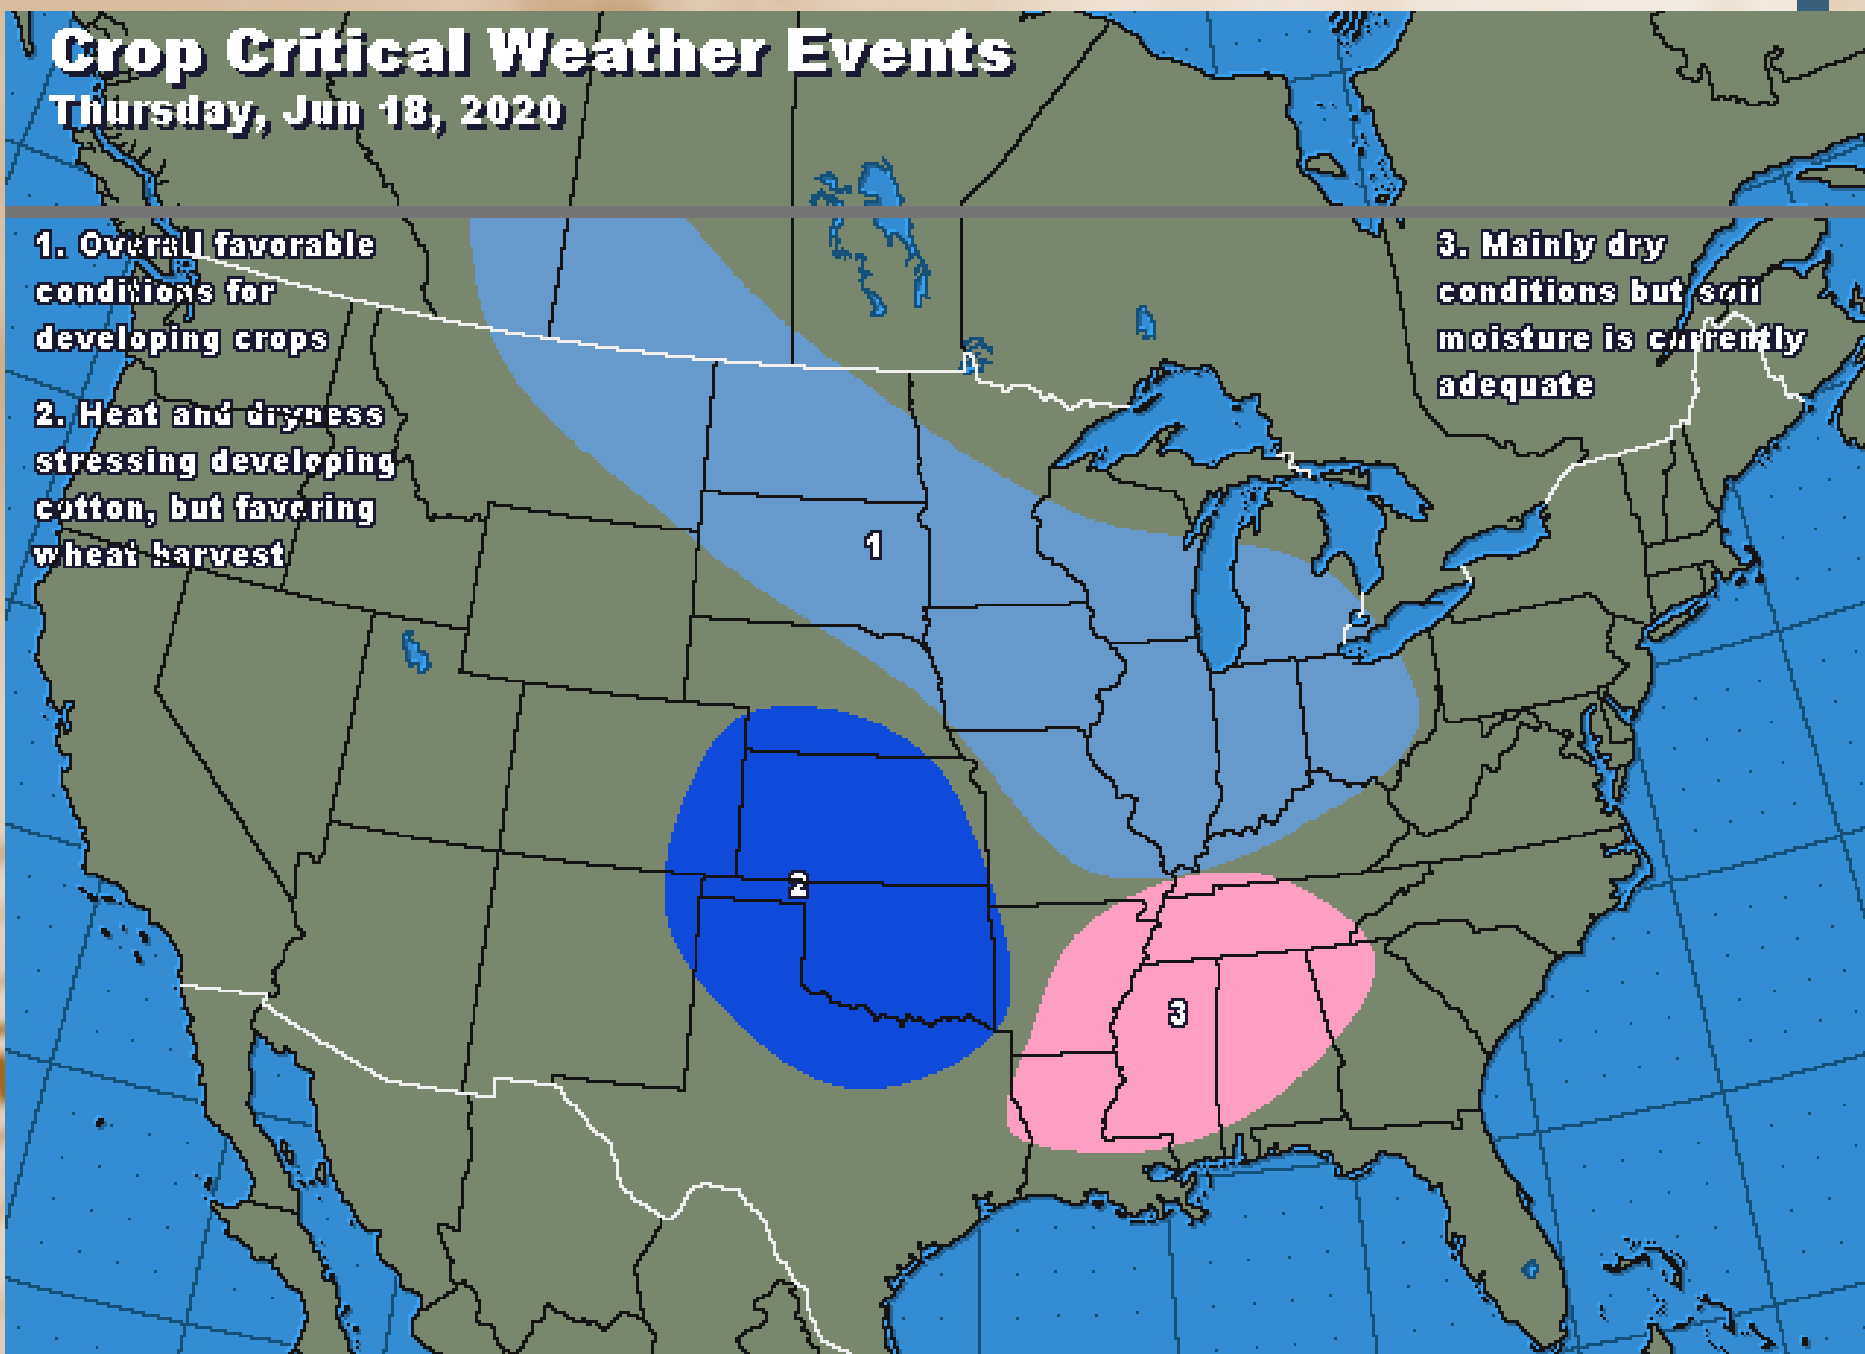 Crop Critical Weather Events
Thursday, Jun 18, 2020
1. Overall favorable
conditions for
developing crops
2. Heat and dryness
stressing developing
cotton, but favoring
wheat harvest
3. Mainly dry
conditions but soil
moisture is currently
adequate
1
2
3